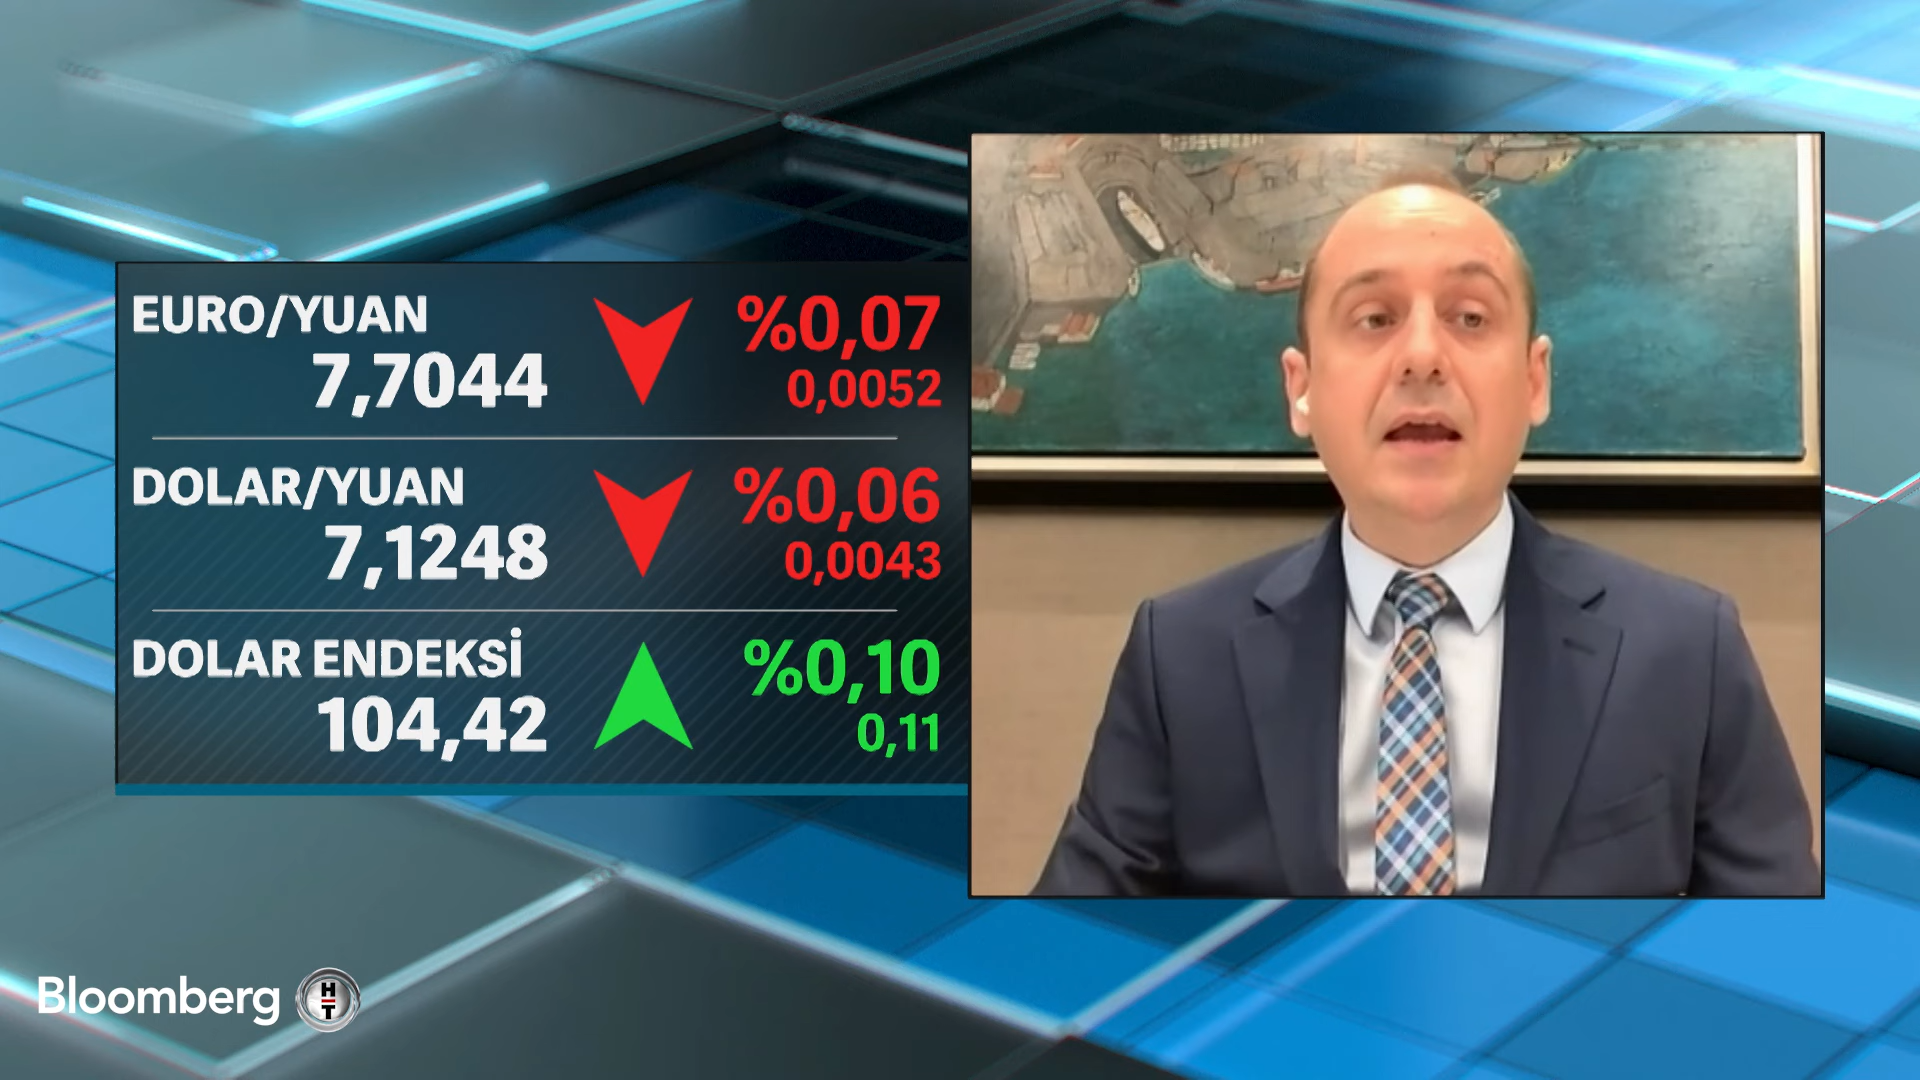 EURO/YUAN
7,7044
%0,07
0,0052
DOLAR/YUAN
7,1248
%0,06
0,0043
DOLAR ENDEKSİ
104,42
%0,10
0,11
Bloomberg HT